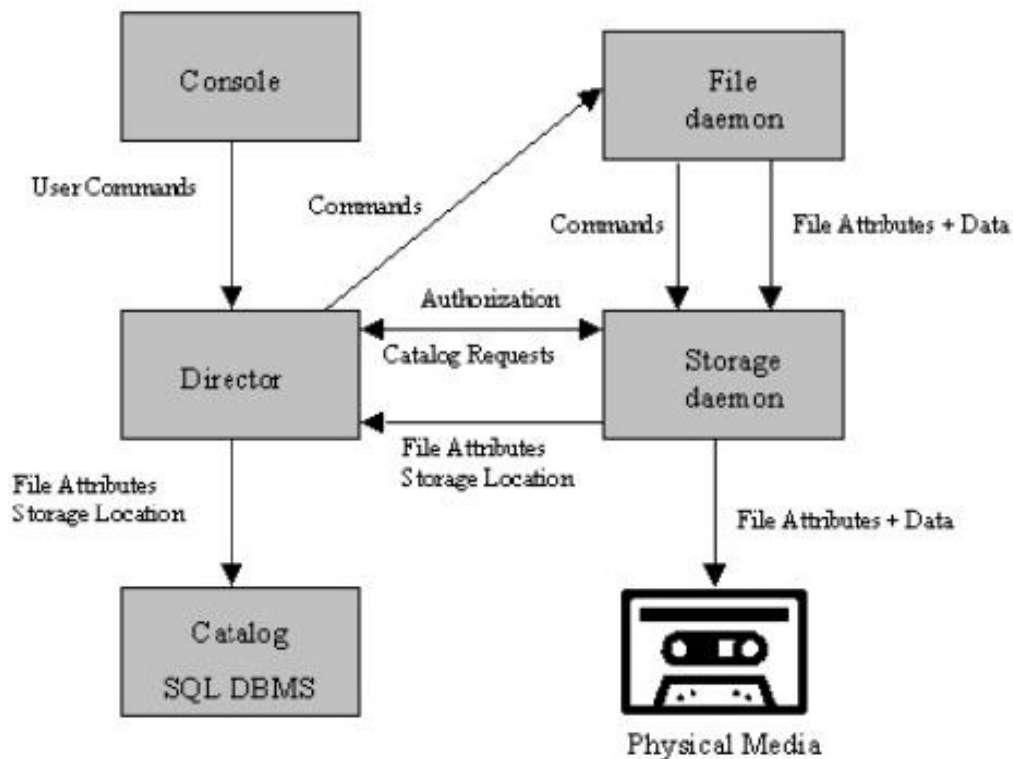 Console
File
daemon
User Commands
Commands
Commands
File Attributes + Data
Authorization
Catalog Requests
Director
Storage
daemon
File Attributes
Storage Location
File Attributes
Storage Location
File Attributes + Data
Catalog
SQL DBMS
Physical Media